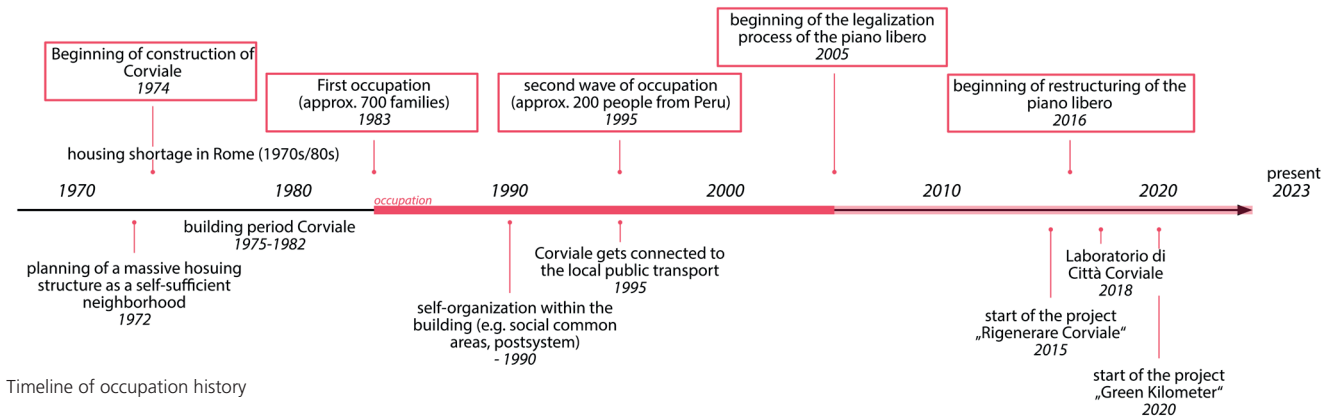 beginning of the legalization
process of the piano libero
2005
Beginning of construction of
Corviale
1974
First occupation
(approx. 700 families)
1983
second wave of occupation
(approx. 200 people from Peru)
1995
beginning of restructuring of the
piano libero
2016
housing shortage in Rome (1970s/80s)
1970
1980
1990
2000
2010
2020
present
2023
occupation
building period Corviale
1975-1982
planning of a massive hosuing
structure as a self-sufficient
neighborhood
1972
Corviale gets connected to
the local public transport
1995
self-organization within the
building (e.g. social common
areas, postsystem)
- 1990
Laboratorio di
Città Corviale
2018
start of the project
„Rigenerare Corviale“
2015
start of the project
„Green Kilometer“
2020
Timeline of occupation history